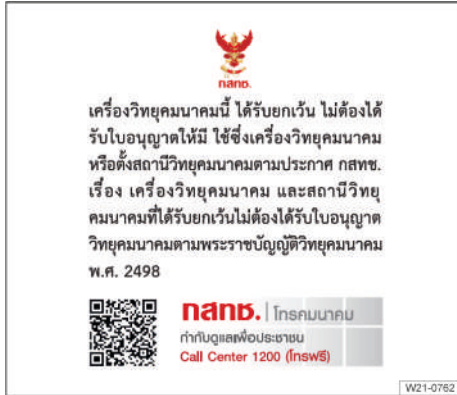 กสทช.
เครื่องวิทยุคมนาคมนี้ ได้รับยกเว้น ไม่ต้องได้
รับใบอนุญาตให้มี ใช้ซึ่งเครื่องวิทยุคมนาคม
หรือตั้งสถานีวิทยุคมนาคมตามประกาศ กสทช.
เรื่อง เครื่องวิทยุคมนาคม และสถานีวิทยุ
คมนาคมที่ได้รับยกเว้นไม่ต้องได้รับใบอนุญาต
วิทยุคมนาคมตามพระราชบัญญัติวิทยุคมนาคม
พ.ศ. 2498
กสทช. | โทรคมนาคม
กำกับดูแลเพื่อประชาชน
Call Center 1200 (โทรฟรี)
W21-0762